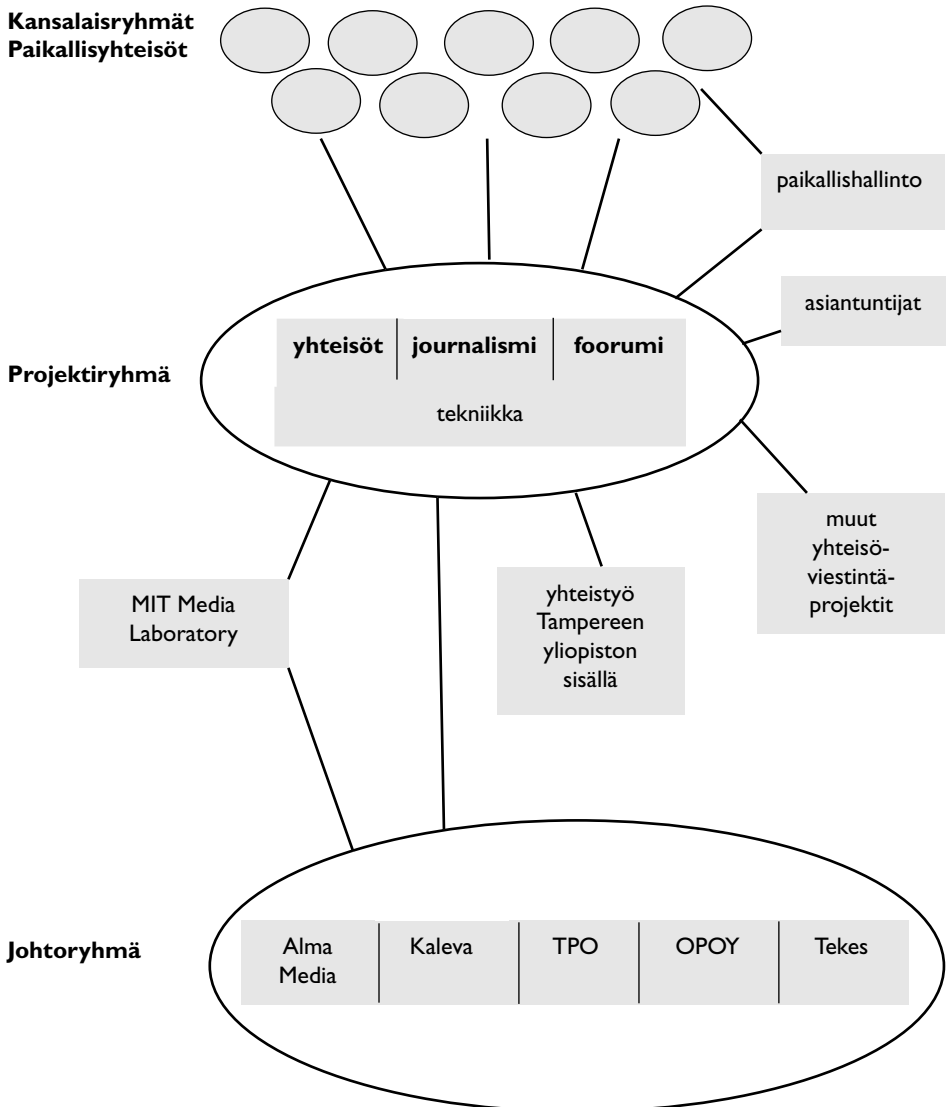 Kansalaisryhmät
Paikallisyhteisöt
paikallishallinto
asiantuntijat
yhteisöt journalismi foorumi
Projektiryhmä
tekniikka
muut
yhteisö-
viestintä-
projektit
MIT Media
Laboratory
yhteistyö
Tampereen
yliopiston
sisällä
Johtoryhmä
Alma
Media
Kaleva
TPO
OPOY
Tekes